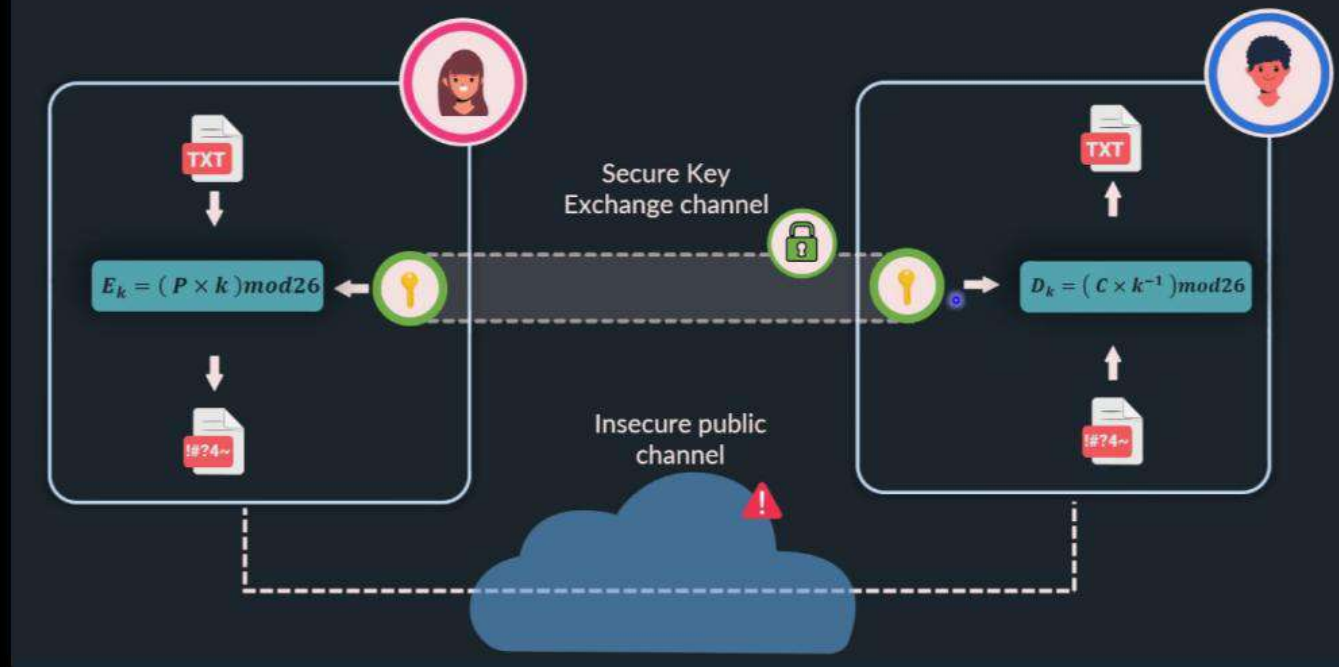 TXT
TXT
Secure Key
Exchange channel
E_k = ( P × k )mod26
D_k = ( C × k⁻¹ )mod26
Insecure public
channel
!#?4~
!#?4~
!